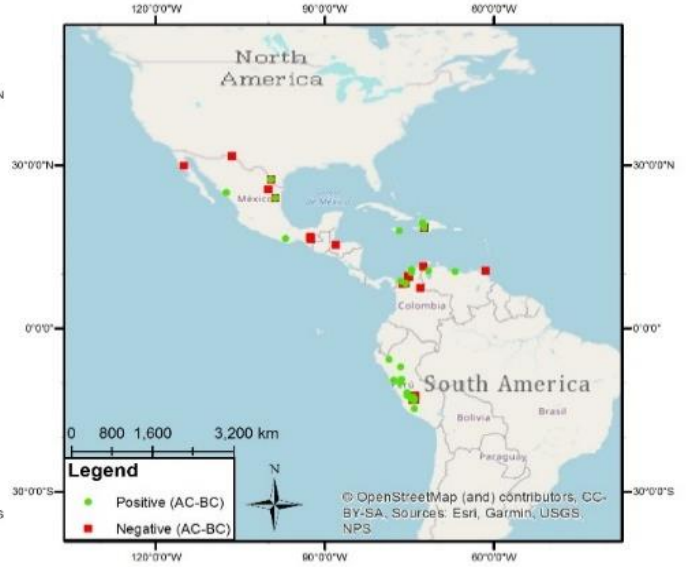 120°0'0"W 90°0'0"W 60°0'0"W
N
North
America
30°0'0"N 30°0'0"N
México
de México
Colombia
0°0'0" 0°0'0"
South America
Bolivia Brasil
Paraguay
0 800 1,600 3,200 km
Legend
Positive (AC-BC)
Negative (AC-BC)
N
© OpenStreetMap (and) contributors, CC-
BY-SA, Sources: Esri, Garmin, USGS,
NPS
30°0'0"S 30°0'0"S
S
120°0'0"W 90°0'0"W 60°0'0"W